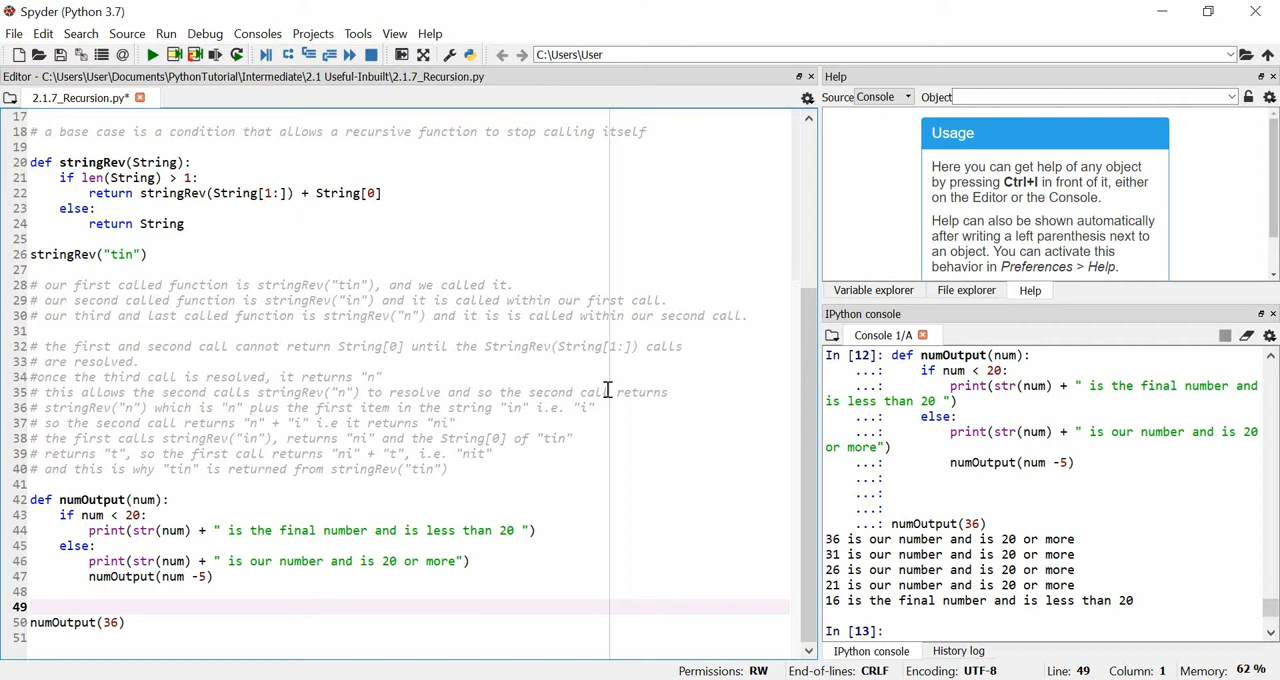 Spyder (Python 3.7)
File Edit Search Source Run Debug Consoles Projects Tools View Help
C:\Users\User
Editor - C:\Users\User\Documents\PythonTutorial\Intermediate\2.1 Useful-Inbuilt\2.1.7_Recursion.py
2.1.7_Recursion.py*
17
18 # a base case is a condition that allows a recursive function to stop calling itself
19
20 def stringRev(String):
21     if len(String) > 1:
22         return stringRev(String[1:]) + String[0]
23     else:
24         return String
25
26 stringRev("tin")
27
28 # our first called function is stringRev("tin"), and we called it.
29 # our second called function is stringRev("in") and it is called within our first call.
30 # our third and last called function is stringRev("n") and it is is called within our second call.
31
32 # the first and second call cannot return String[0] until the StringRev(String[1:]) calls
33 # are resolved.
34 #once the third call is resolved, it returns "n"
35 # this allows the second calls stringRev("n") to resolve and so the second call returns
36 # stringRev("n") which is "n" plus the first item in the string "in" i.e. "i"
37 # so the second call returns "n" + "i" i.e it returns "ni"
38 # the first calls stringRev("in"), returns "ni" and the String[0] of "tin"
39 # returns "t", so the first call returns "ni" + "t", i.e. "nit"
40 # and this is why "tin" is returned from stringRev("tin")
41
42 def numOutput(num):
43     if num < 20:
44         print(str(num) + " is the final number and is less than 20 ")
45     else:
46         print(str(num) + " is our number and is 20 or more")
47         numOutput(num -5)
48
49
50 numOutput(36)
51
Help
Source Console Object
Usage
Here you can get help of any object
by pressing Ctrl+I in front of it, either
on the Editor or the Console.
Help can also be shown automatically
after writing a left parenthesis next to
an object. You can activate this
behavior in Preferences > Help.
Variable explorer File explorer Help
IPython console
Console 1/A
In [12]: def numOutput(num):
...:     if num < 20:
...:         print(str(num) + " is the final number and
is less than 20 ")
...:     else:
...:         print(str(num) + " is our number and is 20
or more")
...:         numOutput(num -5)
...:
...:
...:
...: numOutput(36)
36 is our number and is 20 or more
31 is our number and is 20 or more
26 is our number and is 20 or more
21 is our number and is 20 or more
16 is the final number and is less than 20
In [13]:
IPython console History log
Permissions: RW End-of-lines: CRLF Encoding: UTF-8 Line: 49 Column: 1 Memory: 62 %